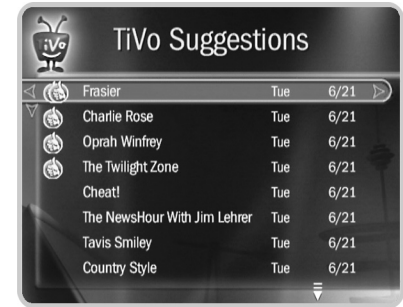 TiVo
TiVo Suggestions
Frasier Tue 6/21
Charlie Rose Tue 6/21
Oprah Winfrey Tue 6/21
The Twilight Zone Tue 6/21
Cheat! Tue 6/21
The NewsHour With Jim Lehrer Tue 6/21
Tavis Smiley Tue 6/21
Country Style Tue 6/21